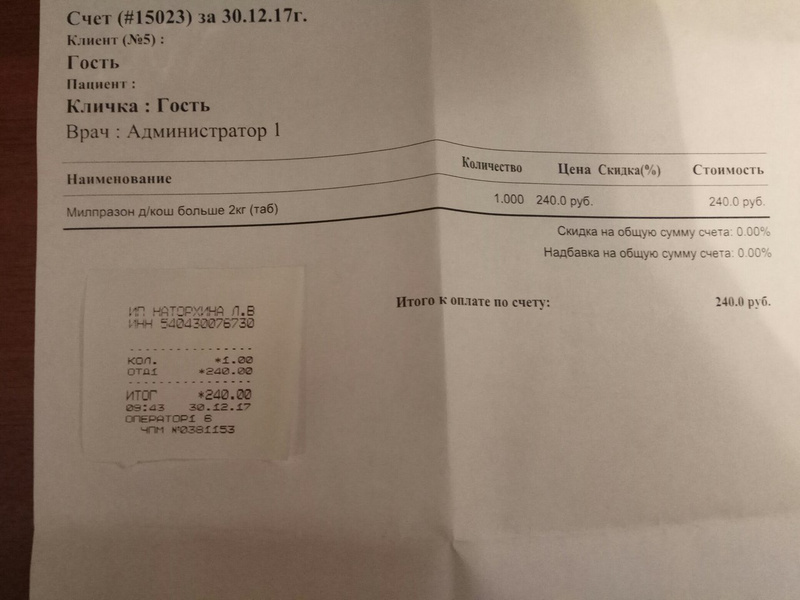 Счет (#15023) за 30.12.17г.
Клиент (№5) :
Гость
Пациент :
Кличка : Гость
Врач : Администратор 1
Наименование Количество Цена Скидка(%) Стоимость
Милпразон д/кош больше 2кг (таб) 1.000 240.0 руб. 240.0 руб.
Скидка на общую сумму счета: 0.00%
Надбавка на общую сумму счета: 0.00%
Итого к оплате по счету: 240.0 руб.
ИП НАТОРХИНА Л.В
ИНН 540430076730
КОЛ. *1.00
ОТД1 *240.00
ИТОГ *240.00
09:43 30.12.17
ОПЕРАТОР1 6
ЧПМ №0381153